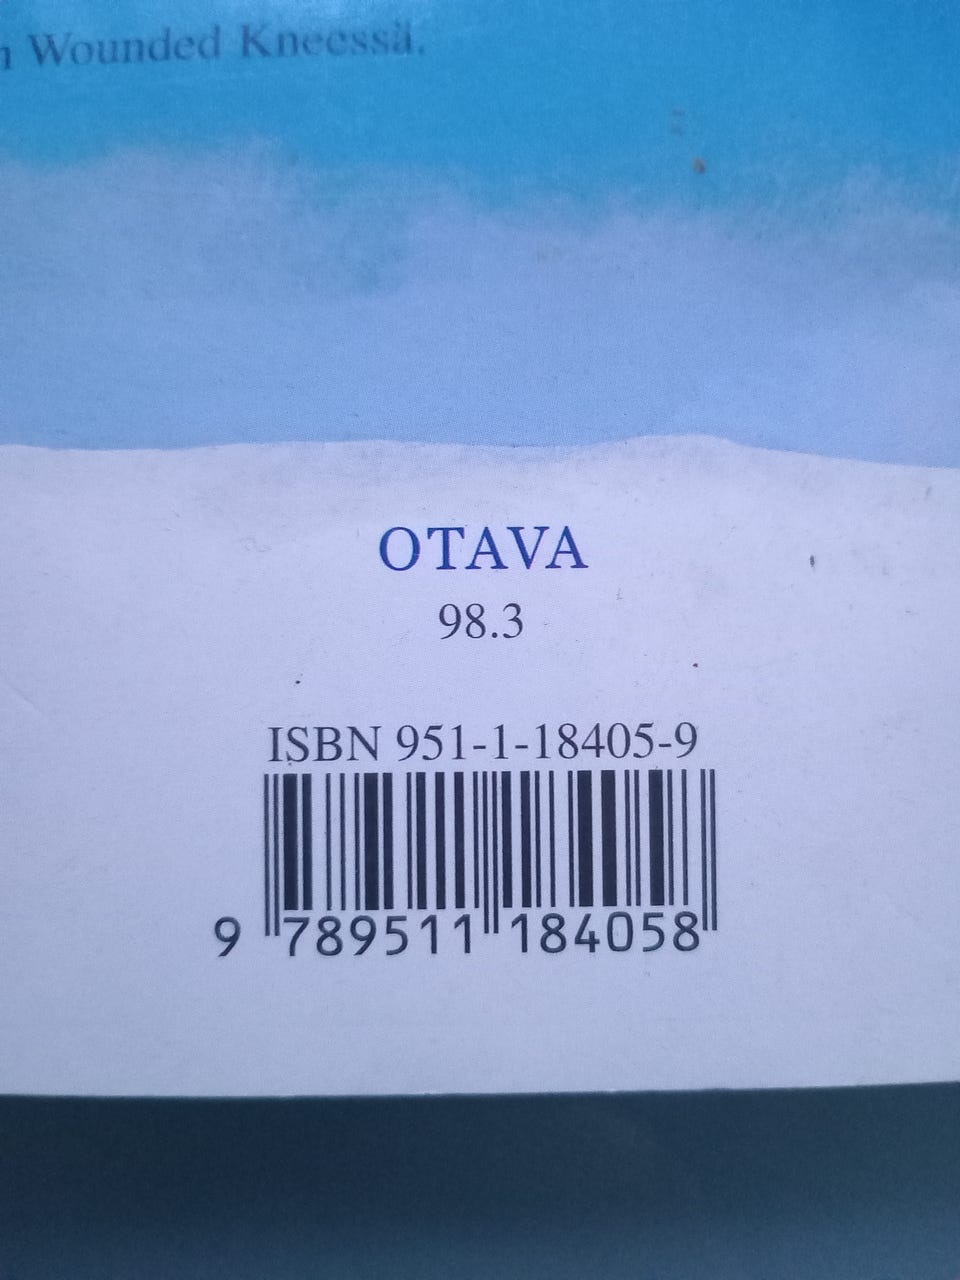 Wounded Kneessä.
OTAVA
98.3
ISBN 951-1-18405-9
9 789511 184058